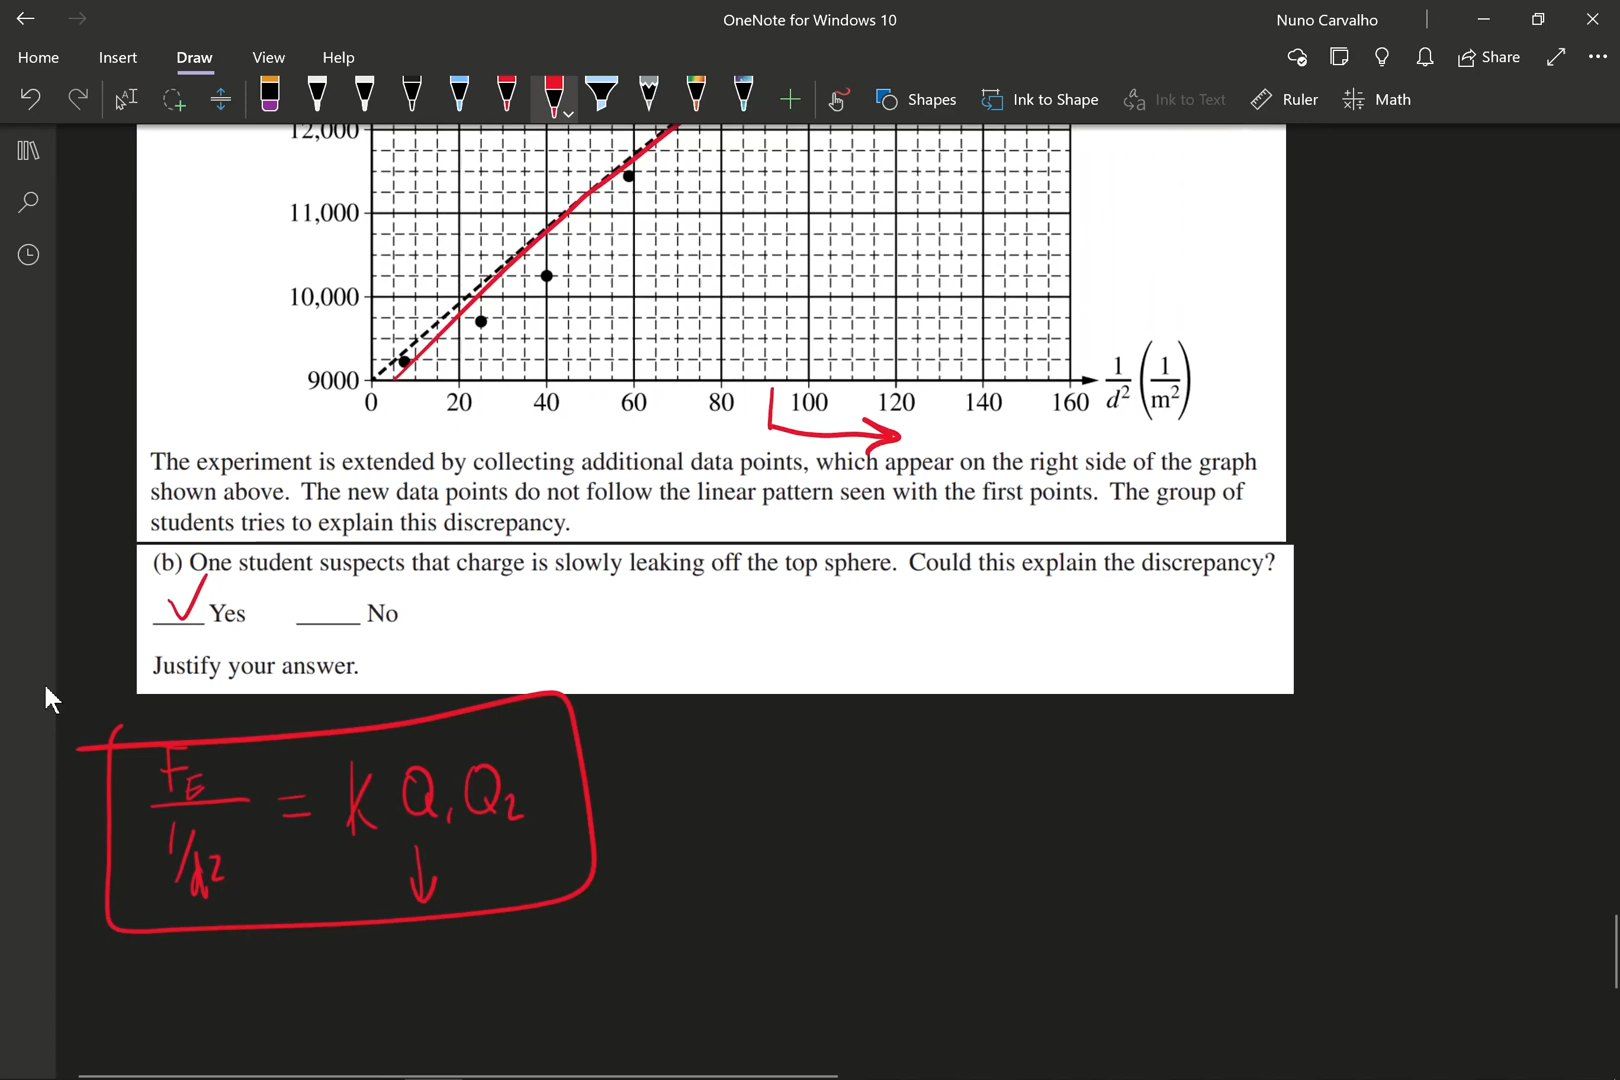 OneNote for Windows 10
Nuno Carvalho
Home Insert Draw View Help
Share
Shapes Ink to Shape Ink to Text Ruler Math
12,000
11,000
10,000
9000
0 20 40 60 80 100 120 140 160
1/d² (1/m²)
The experiment is extended by collecting additional data points, which appear on the right side of the graph
shown above. The new data points do not follow the linear pattern seen with the first points. The group of
students tries to explain this discrepancy.
(b) One student suspects that charge is slowly leaking off the top sphere. Could this explain the discrepancy?
✓ Yes ____ No
Justify your answer.
F_E / (1/d²) = K Q₁ Q₂
↓